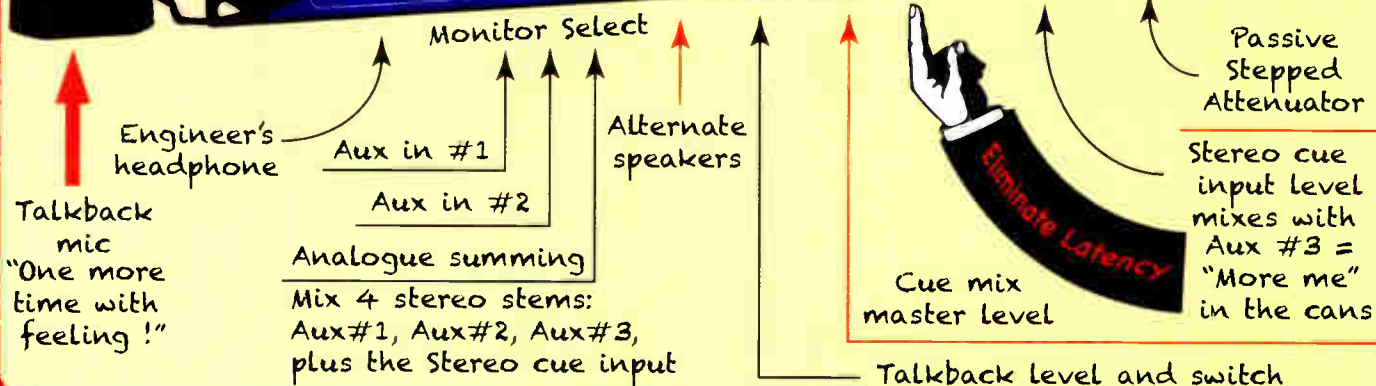 Monitor Select
Passive
Stepped
Attenuator
Engineer's
headphone
Aux in #1
Alternate
speakers
Stereo cue
input level
mixes with
Aux #3 =
"More me"
in the cans
Talkback
mic
"One more
time with
feeling !"
Aux in #2
Eliminate Latency
Analogue summing
Mix 4 stereo stems:
Aux#1, Aux#2, Aux#3,
plus the Stereo cue input
Cue mix
master level
Talkback level and switch